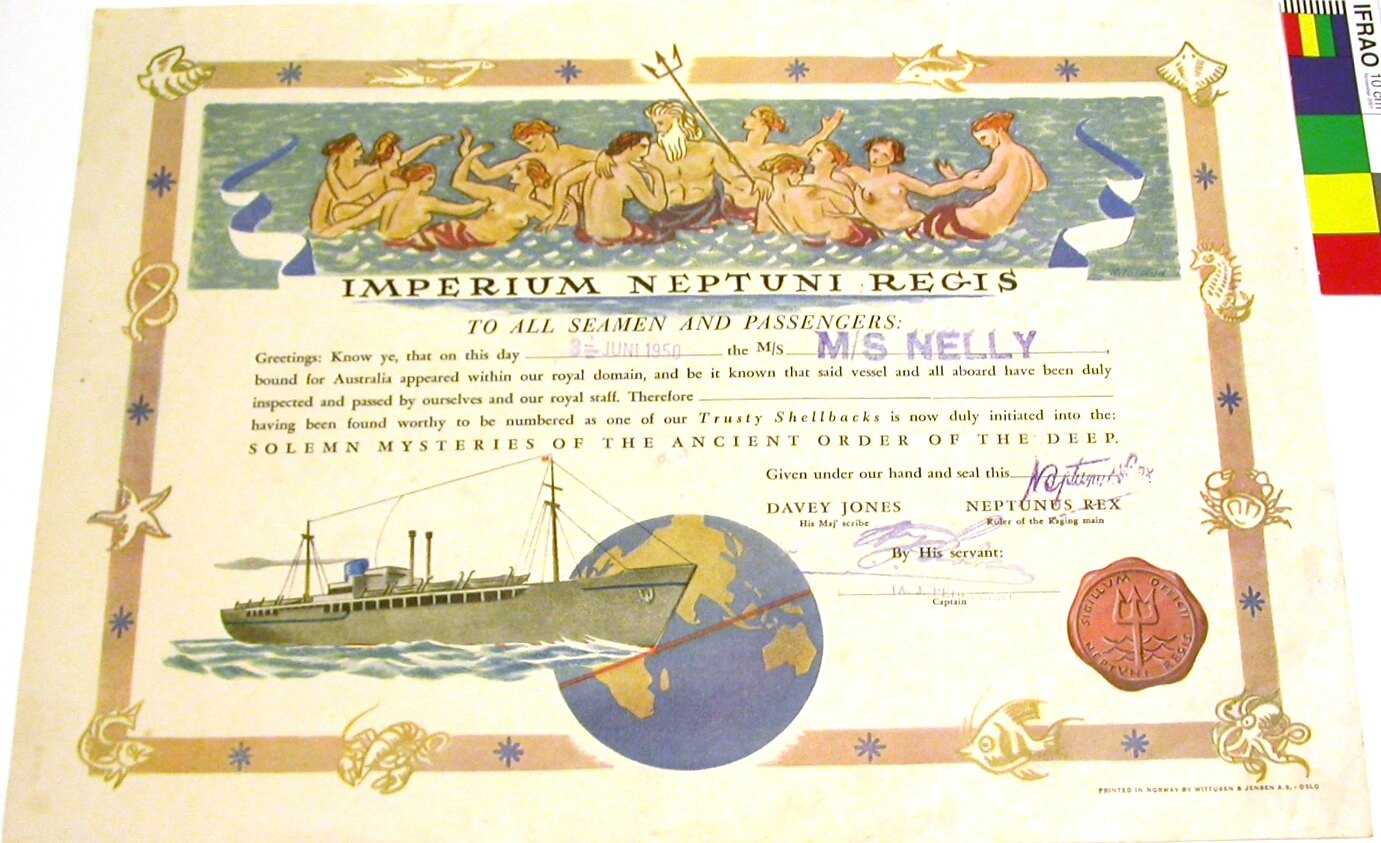 IFRAO
10 cm
IMPERIUM NEPTUNI REGIS
TO ALL SEAMEN AND PASSENGERS:
Greetings: Know ye, that on this day JUNI 1950 the M/S M/S NELLY,
bound for Australia appeared within our royal domain, and be it known that said vessel and all aboard have been duly
inspected and passed by ourselves and our royal staff. Therefore
having been found worthy to be numbered as one of our Trusty Shellbacks is now duly initiated into the:
SOLEMN MYSTERIES OF THE ANCIENT ORDER OF THE DEEP.
Given under our hand and seal this Neptunus Rex
DAVEY JONES NEPTUNUS REX
His Maj' scribe Ruler of the Raging main
By His servant:
Captain
SIGILLVM OFFICII
NEPTVNI REGIS
PRINTED IN NORWAY BY WITTUSEN & JENSEN A.S. - OSLO